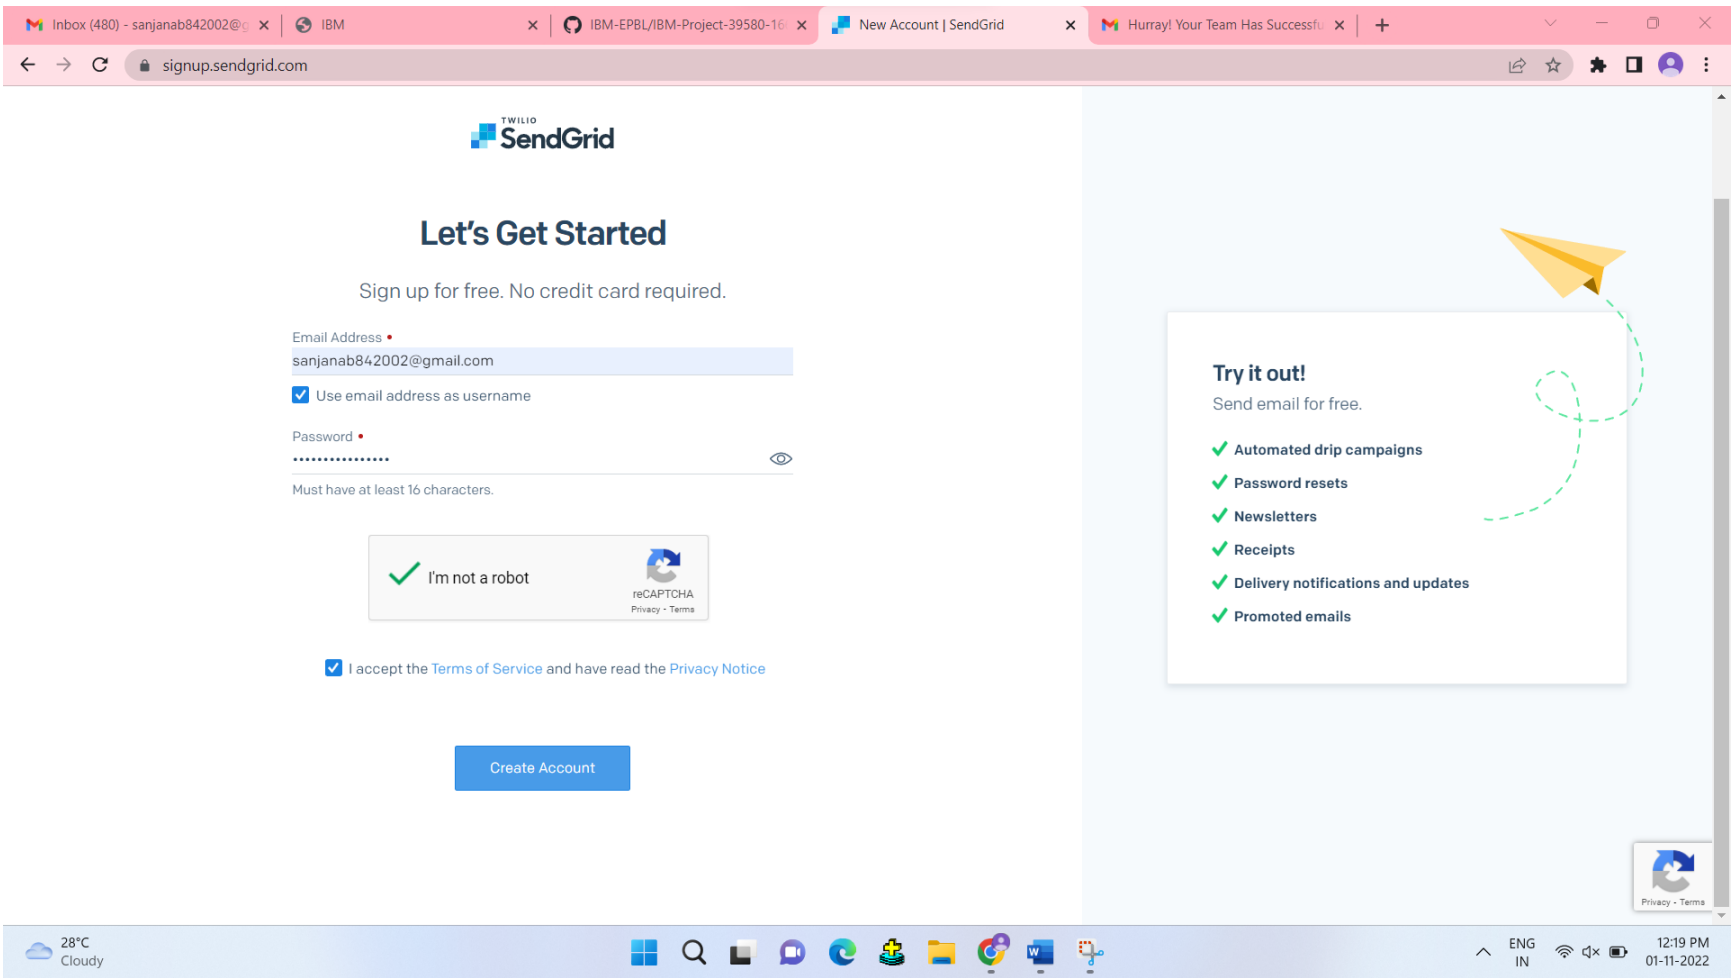 Inbox (480) - sanjanab842002@g
IBM
IBM-EPBL/IBM-Project-39580-16
New Account | SendGrid
Hurray! Your Team Has Successfu
signup.sendgrid.com
TWILIO
SendGrid
Let's Get Started
Sign up for free. No credit card required.
Email Address •
sanjanab842002@gmail.com
Use email address as username
Password •
••••••••••••••••
Must have at least 16 characters.
I'm not a robot
reCAPTCHA
Privacy - Terms
I accept the Terms of Service and have read the Privacy Notice
Create Account
Try it out!
Send email for free.
Automated drip campaigns
Password resets
Newsletters
Receipts
Delivery notifications and updates
Promoted emails
Privacy - Terms
28°C
Cloudy
ENG
IN
12:19 PM
01-11-2022